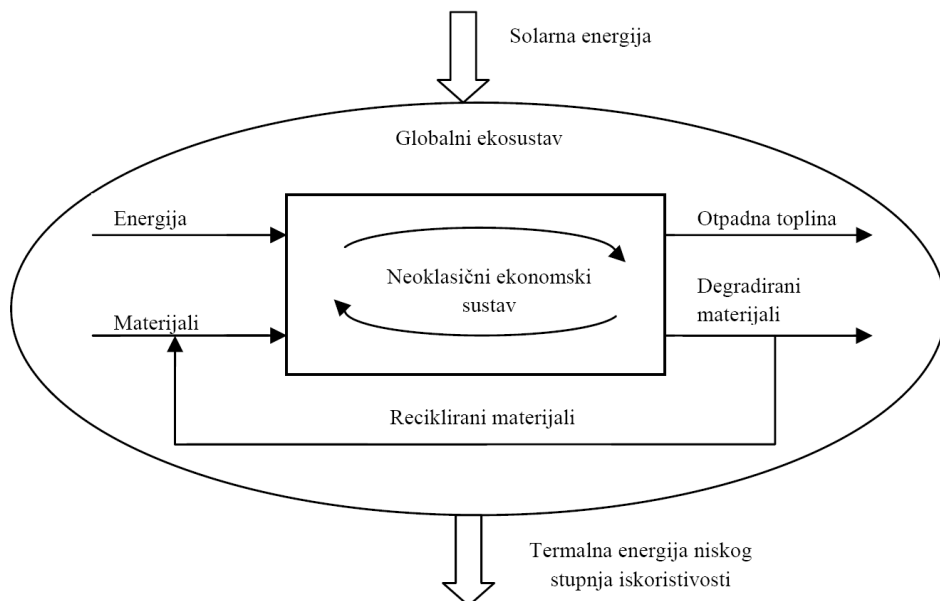 Solarna energija
Globalni ekosustav
Energija
Otpadna toplina
Neoklasični ekonomski
sustav
Degradirani
materijali
Materijali
Reciklirani materijali
Termalna energija niskog
stupnja iskoristivosti